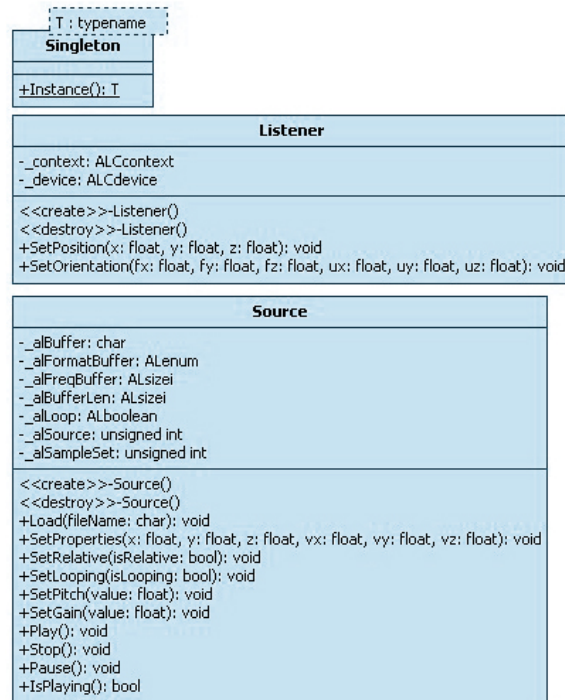 T : typename
Singleton
+Instance(): T
Listener
-_context: ALCcontext
-_device: ALCdevice
<<create>>-Listener()
<<destroy>>-Listener()
+SetPosition(x: float, y: float, z: float): void
+SetOrientation(fx: float, fy: float, fz: float, ux: float, uy: float, uz: float): void
Source
-_alBuffer: char
-_alFormatBuffer: ALenum
-_alFreqBuffer: ALsizei
-_alBufferLen: ALsizei
-_alLoop: ALboolean
-_alSource: unsigned int
-_alSampleSet: unsigned int
<<create>>-Source()
<<destroy>>-Source()
+Load(fileName: char): void
+SetProperties(x: float, y: float, z: float, vx: float, vy: float, vz: float): void
+SetRelative(isRelative: bool): void
+SetLooping(isLooping: bool): void
+SetPitch(value: float): void
+SetGain(value: float): void
+Play(): void
+Stop(): void
+Pause(): void
+IsPlaying(): bool